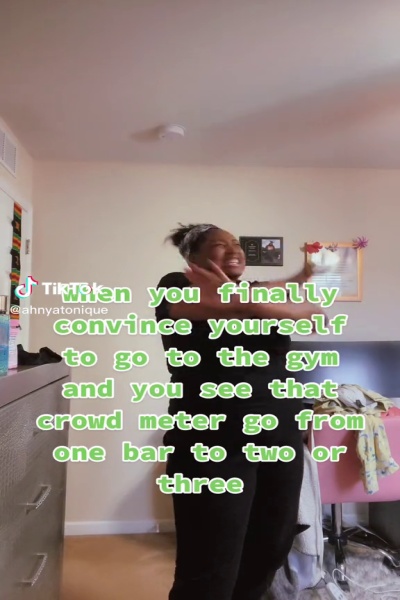 TikTok
@ahnyatonique
When you finally
convince yourself
to go to the gym
and you see that
crowd meter go from
one bar to two or
three